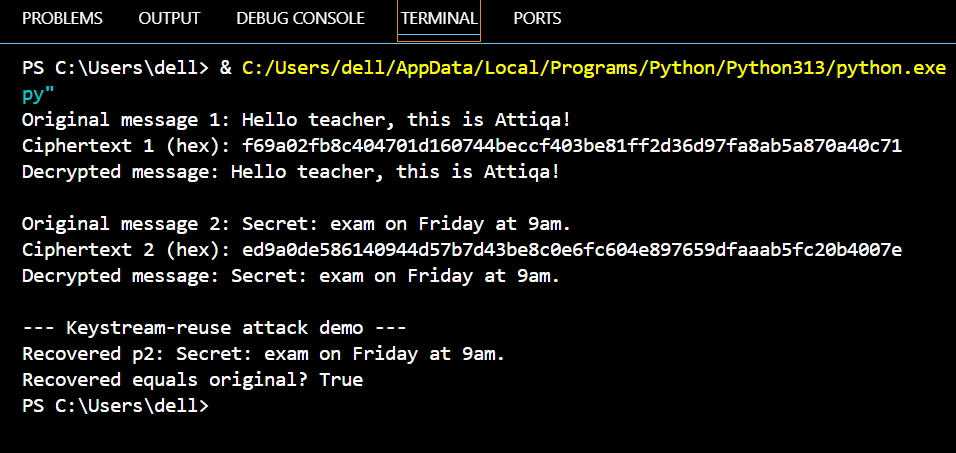 PROBLEMS OUTPUT DEBUG CONSOLE TERMINAL PORTS
PS C:\Users\dell> & C:/Users/dell/AppData/Local/Programs/Python/Python313/python.exe
py"
Original message 1: Hello teacher, this is Attiqa!
Ciphertext 1 (hex): f69a02fb8c404701d160744beccf403be81ff2d36d97fa8ab5a870a40c71
Decrypted message: Hello teacher, this is Attiqa!
Original message 2: Secret: exam on Friday at 9am.
Ciphertext 2 (hex): ed9a0de586140944d57b7d43be8c0e6fc604e897659dfaaab5fc20b4007e
Decrypted message: Secret: exam on Friday at 9am.
--- Keystream-reuse attack demo ---
Recovered p2: Secret: exam on Friday at 9am.
Recovered equals original? True
PS C:\Users\dell>